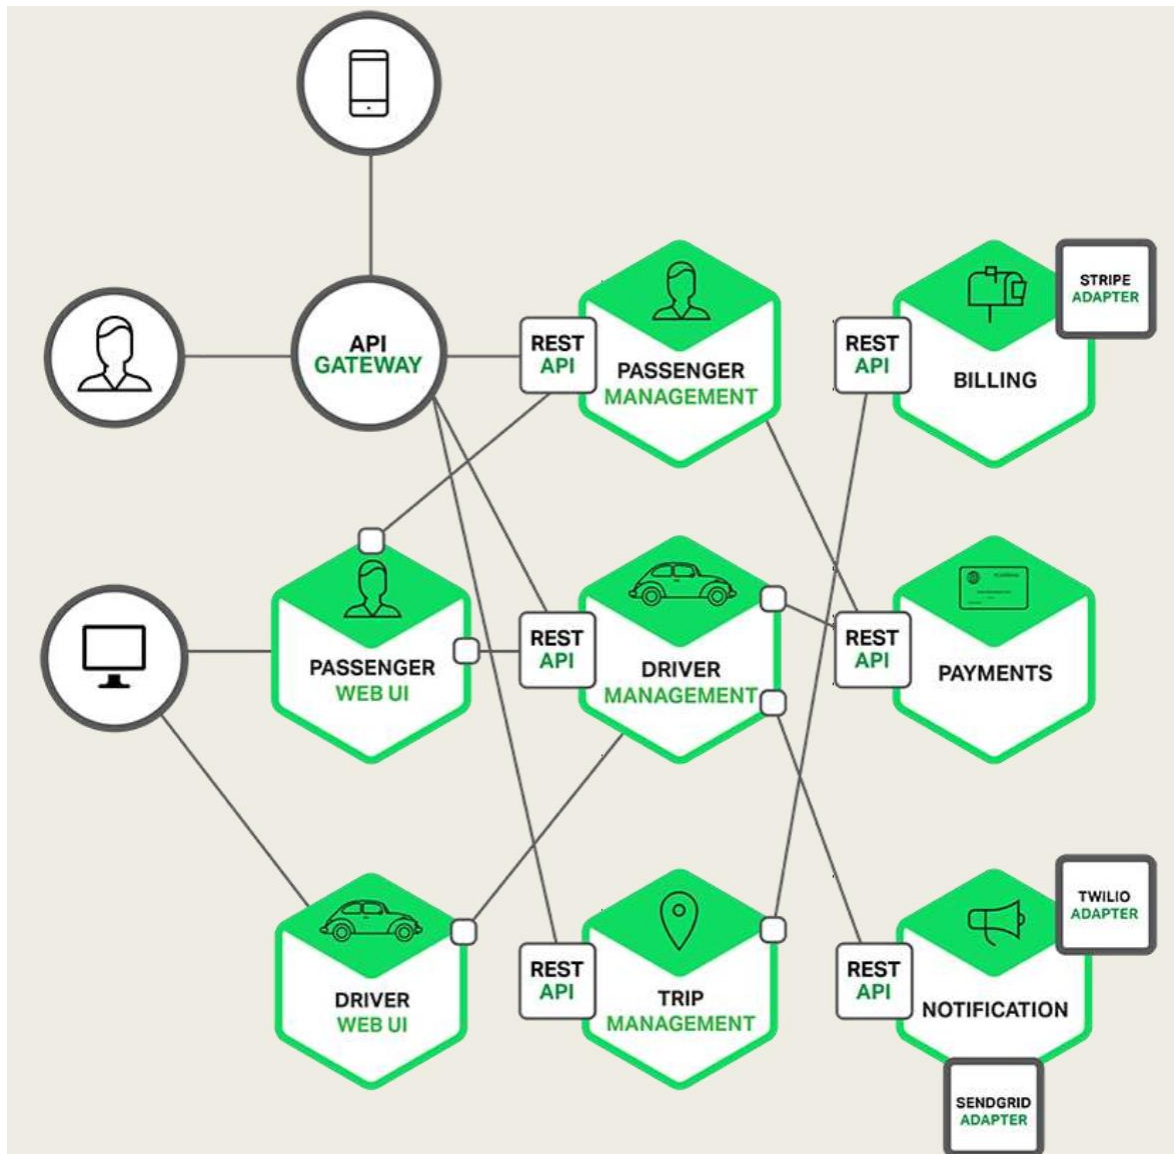 API
GATEWAY
REST
API
PASSENGER
MANAGEMENT
REST
API
BILLING
STRIPE
ADAPTER
PASSENGER
WEB UI
REST
API
DRIVER
MANAGEMENT
REST
API
PAYMENTS
DRIVER
WEB UI
REST
API
TRIP
MANAGEMENT
REST
API
NOTIFICATION
TWILIO
ADAPTER
SENDGRID
ADAPTER